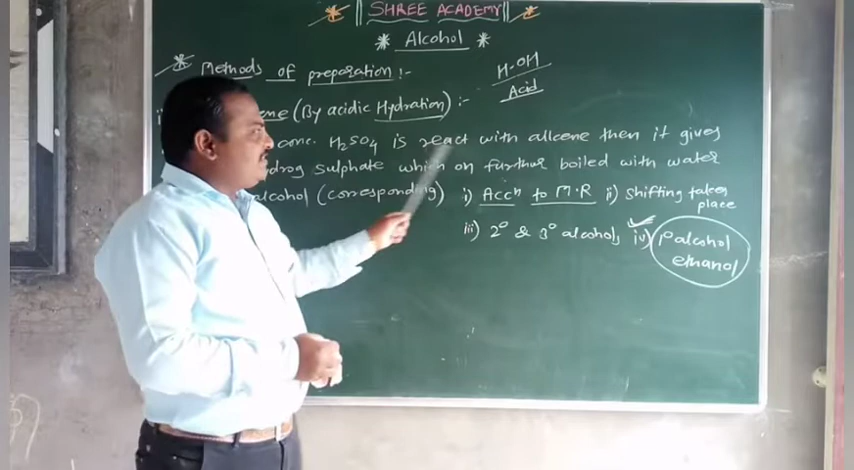 SHREE ACADEMY
* Alcohol *
* Methods of preparation :-
H-OH
Acid
(By acidic Hydration) :-
conc. H₂SO₄ is react with alkene then it gives
sulphate which on further boiled with water
alcohol (corresponding) i) Accⁿ to M.R ii) Shifting takes place
iii) 2° & 3° alcohols iv) P alcohol
ethanol